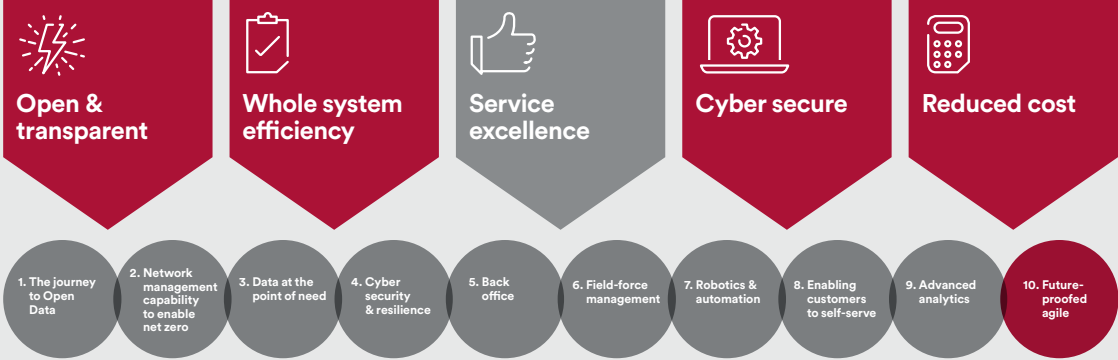 Open &
transparent
Whole system
efficiency
Service
excellence
Cyber secure
Reduced cost
1. The journey
to Open
Data
2. Network
management
capability
to enable
net zero
3. Data at the
point of need
4. Cyber
security
& resilience
5. Back
office
6. Field-force
management
7. Robotics &
automation
8. Enabling
customers
to self-serve
9. Advanced
analytics
10. Future-
proofed
agile